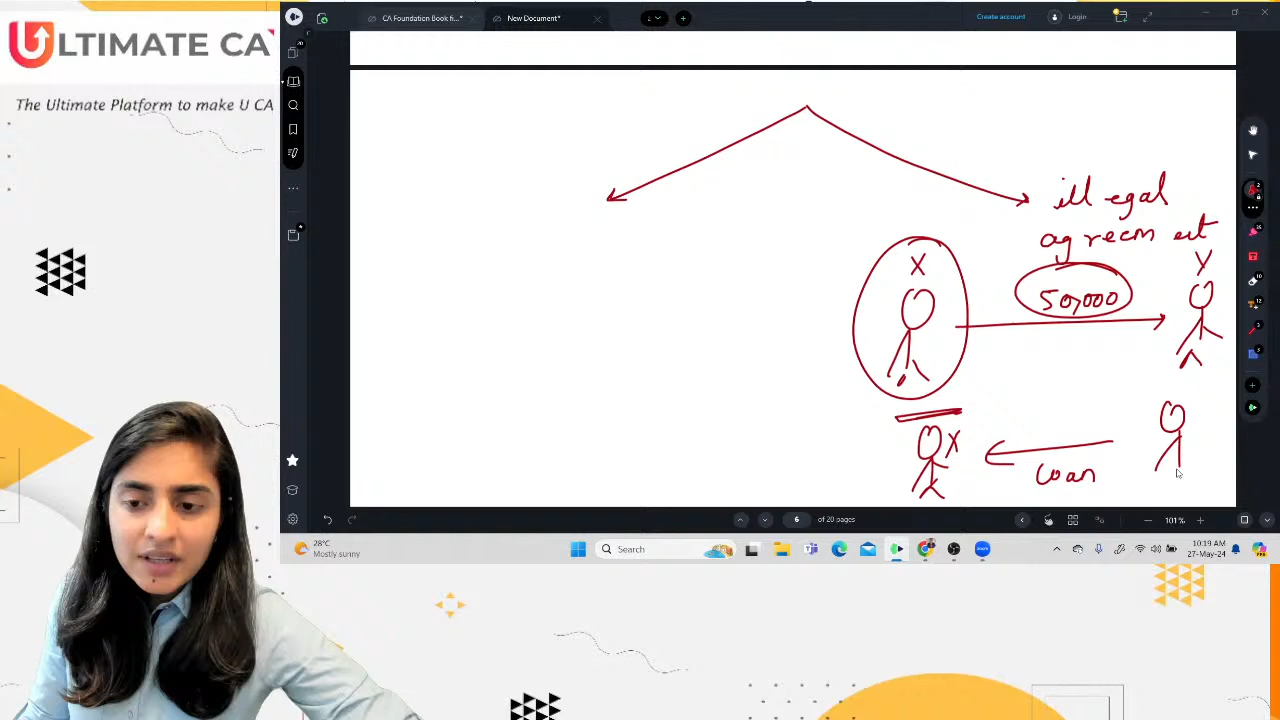 ULTIMATE CA
The Ultimate Platform to make U CA
CA Foundation Book fi...*
New Document*
Create account
Login
ill egal
agreement
X
Y
50,000
X
loan
6
of 20 pages
101%
28°C
Mostly sunny
Search
10:19 AM
27-May-24